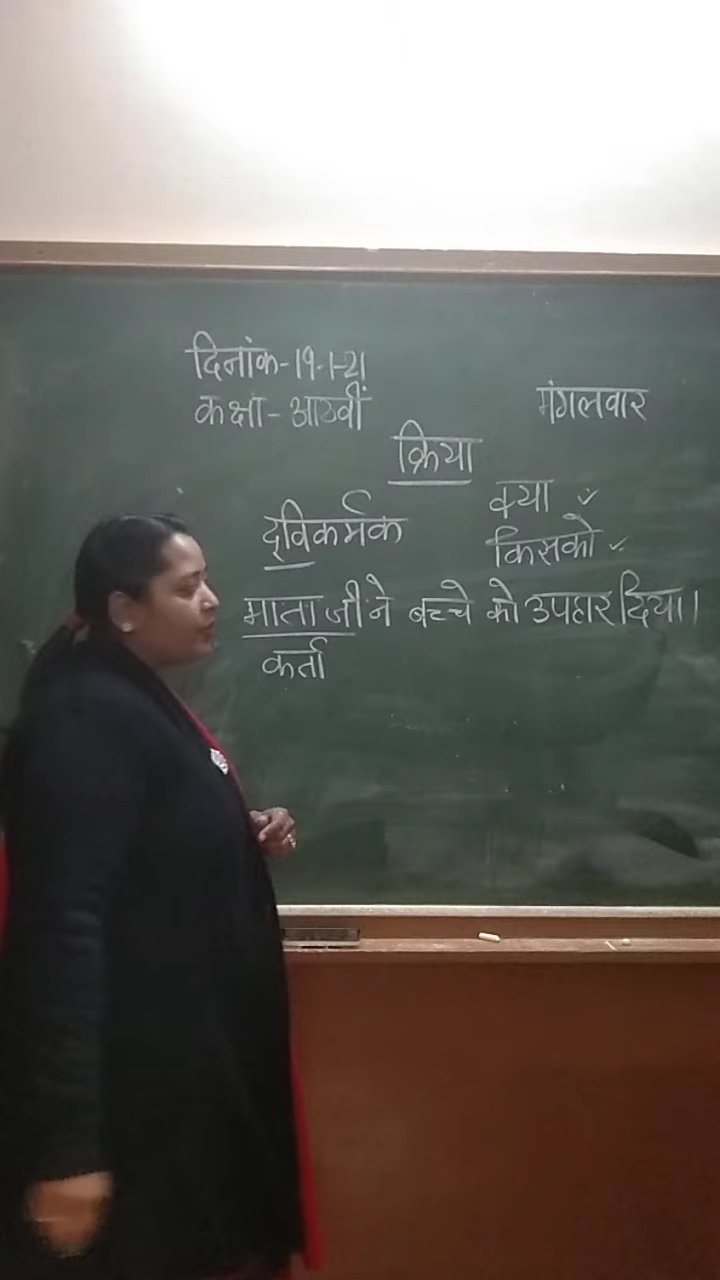 दिनांक-19-1-21
कक्षा- आठवीं
मंगलवार
क्रिया
द्विकर्मक
क्या ✓
किसको ✓
माता जी ने बच्चे को उपहार दिया।
कर्ता